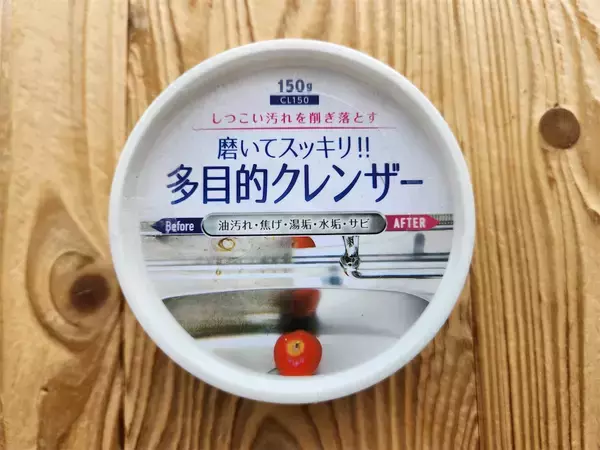 150g
CL150
しつこい汚れを削ぎ落とす
磨いてスッキリ!!
多目的クレンザー
Before 油汚れ・焦げ・湯垢・水垢・サビ AFTER